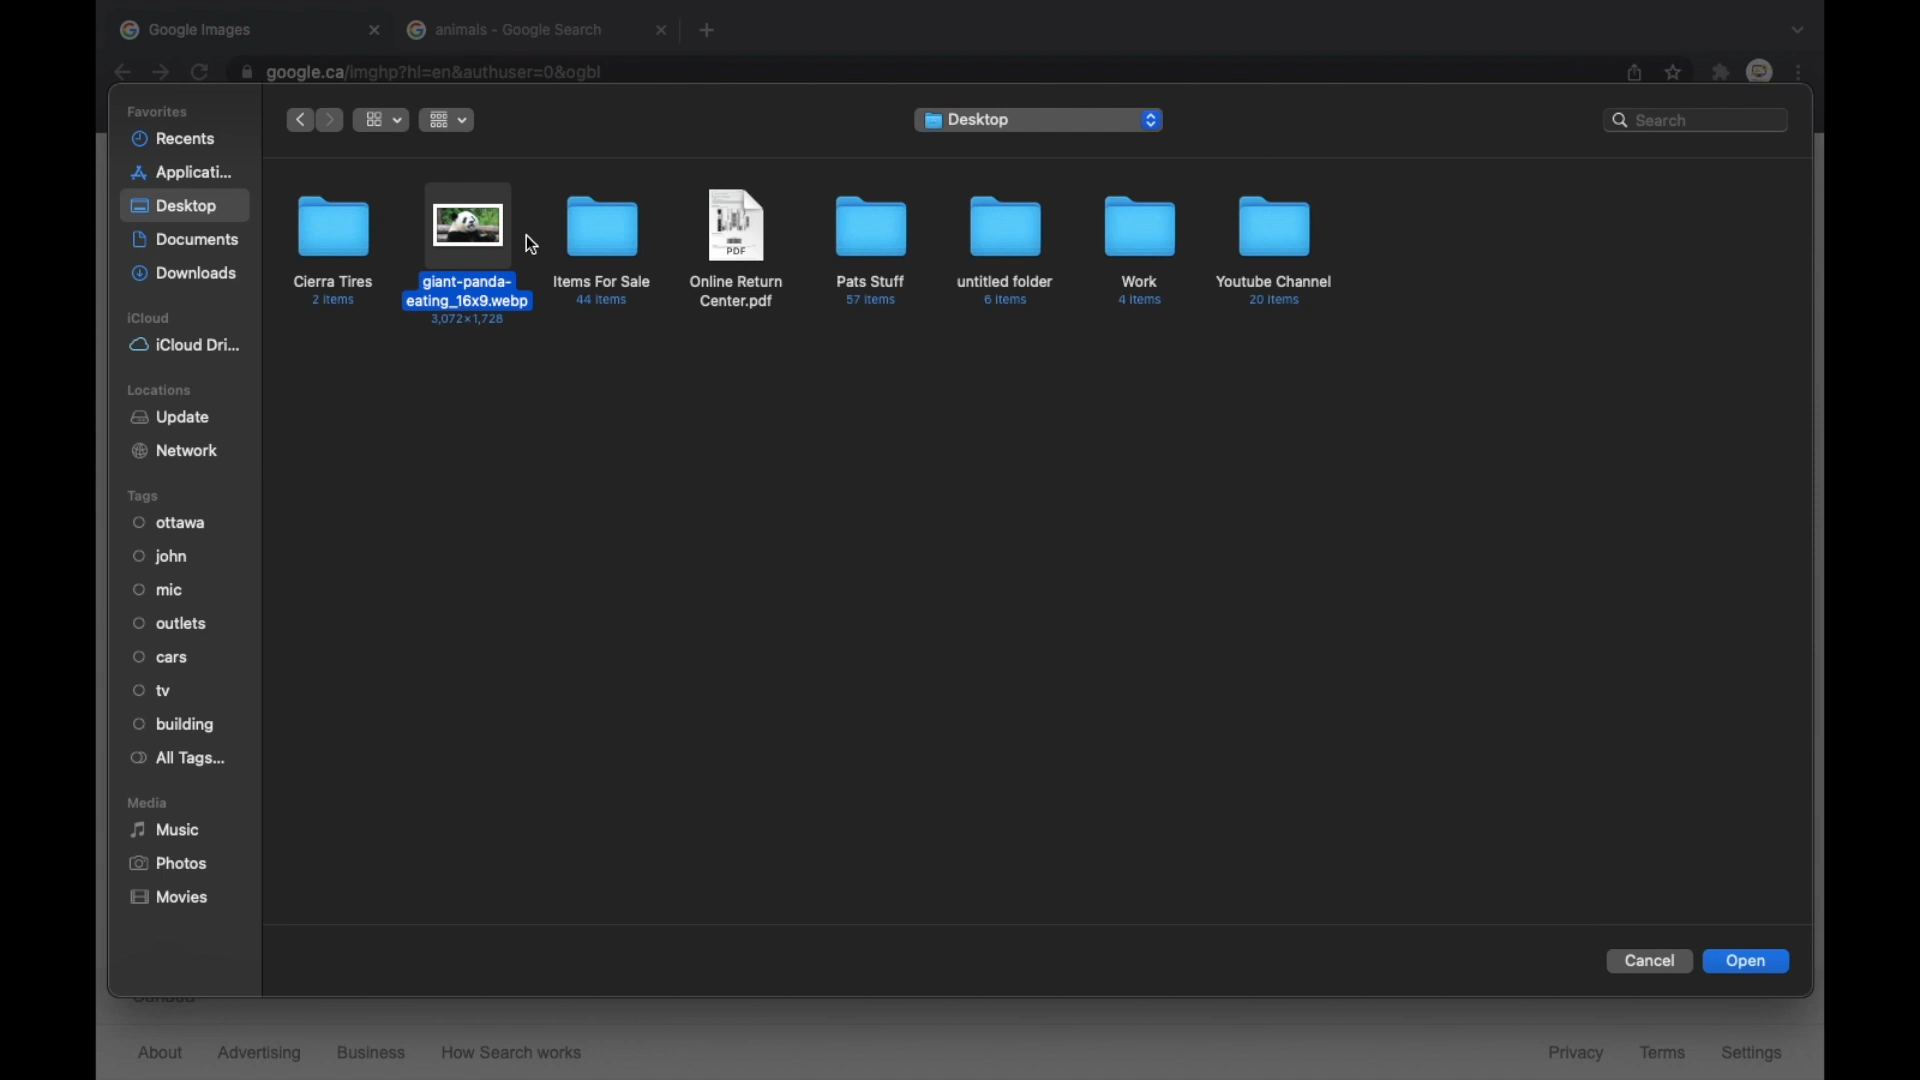 Google Images
animals - Google Search
google.ca/imghp?hl=en&authuser=0&ogbl
Favorites
Recents
Applicati...
Desktop
Documents
Downloads
iCloud
iCloud Dri...
Locations
Update
Network
Tags
ottawa
john
mic
outlets
cars
tv
building
All Tags...
Media
Music
Photos
Movies
Desktop
Search
Cierra Tires
2 items
giant-panda-
eating_16x9.webp
3,072×1,728
Items For Sale
44 items
PDF
Online Return
Center.pdf
Pats Stuff
57 items
untitled folder
6 items
Work
4 items
Youtube Channel
20 items
Cancel
Open
Canada
About
Advertising
Business
How Search works
Privacy
Terms
Settings